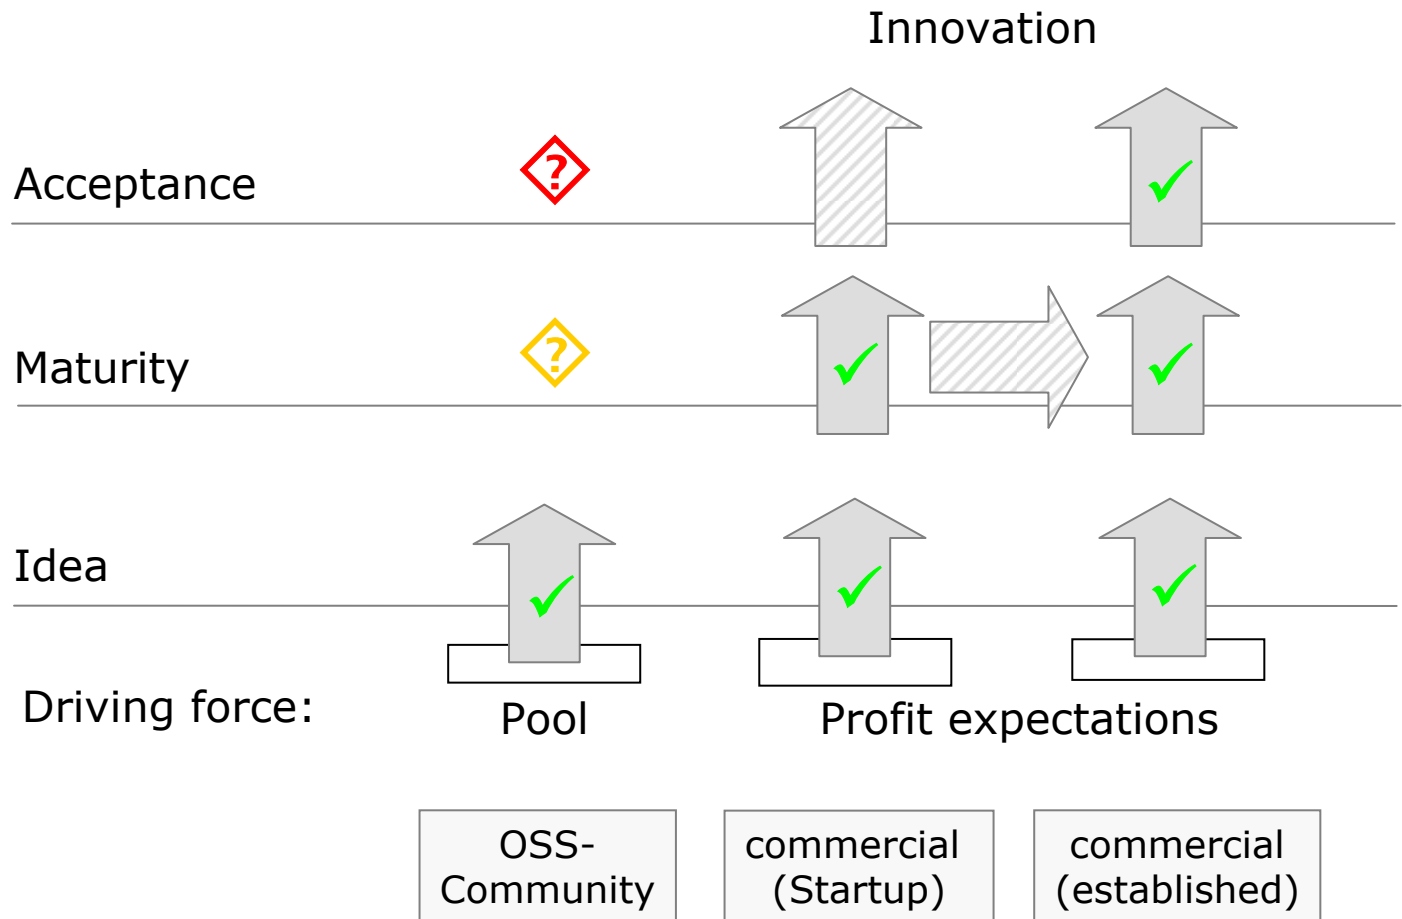 Innovation
Acceptance
?
Maturity
?
Idea
Driving force:
Pool
Profit expectations
OSS-
Community
commercial
(Startup)
commercial
(established)